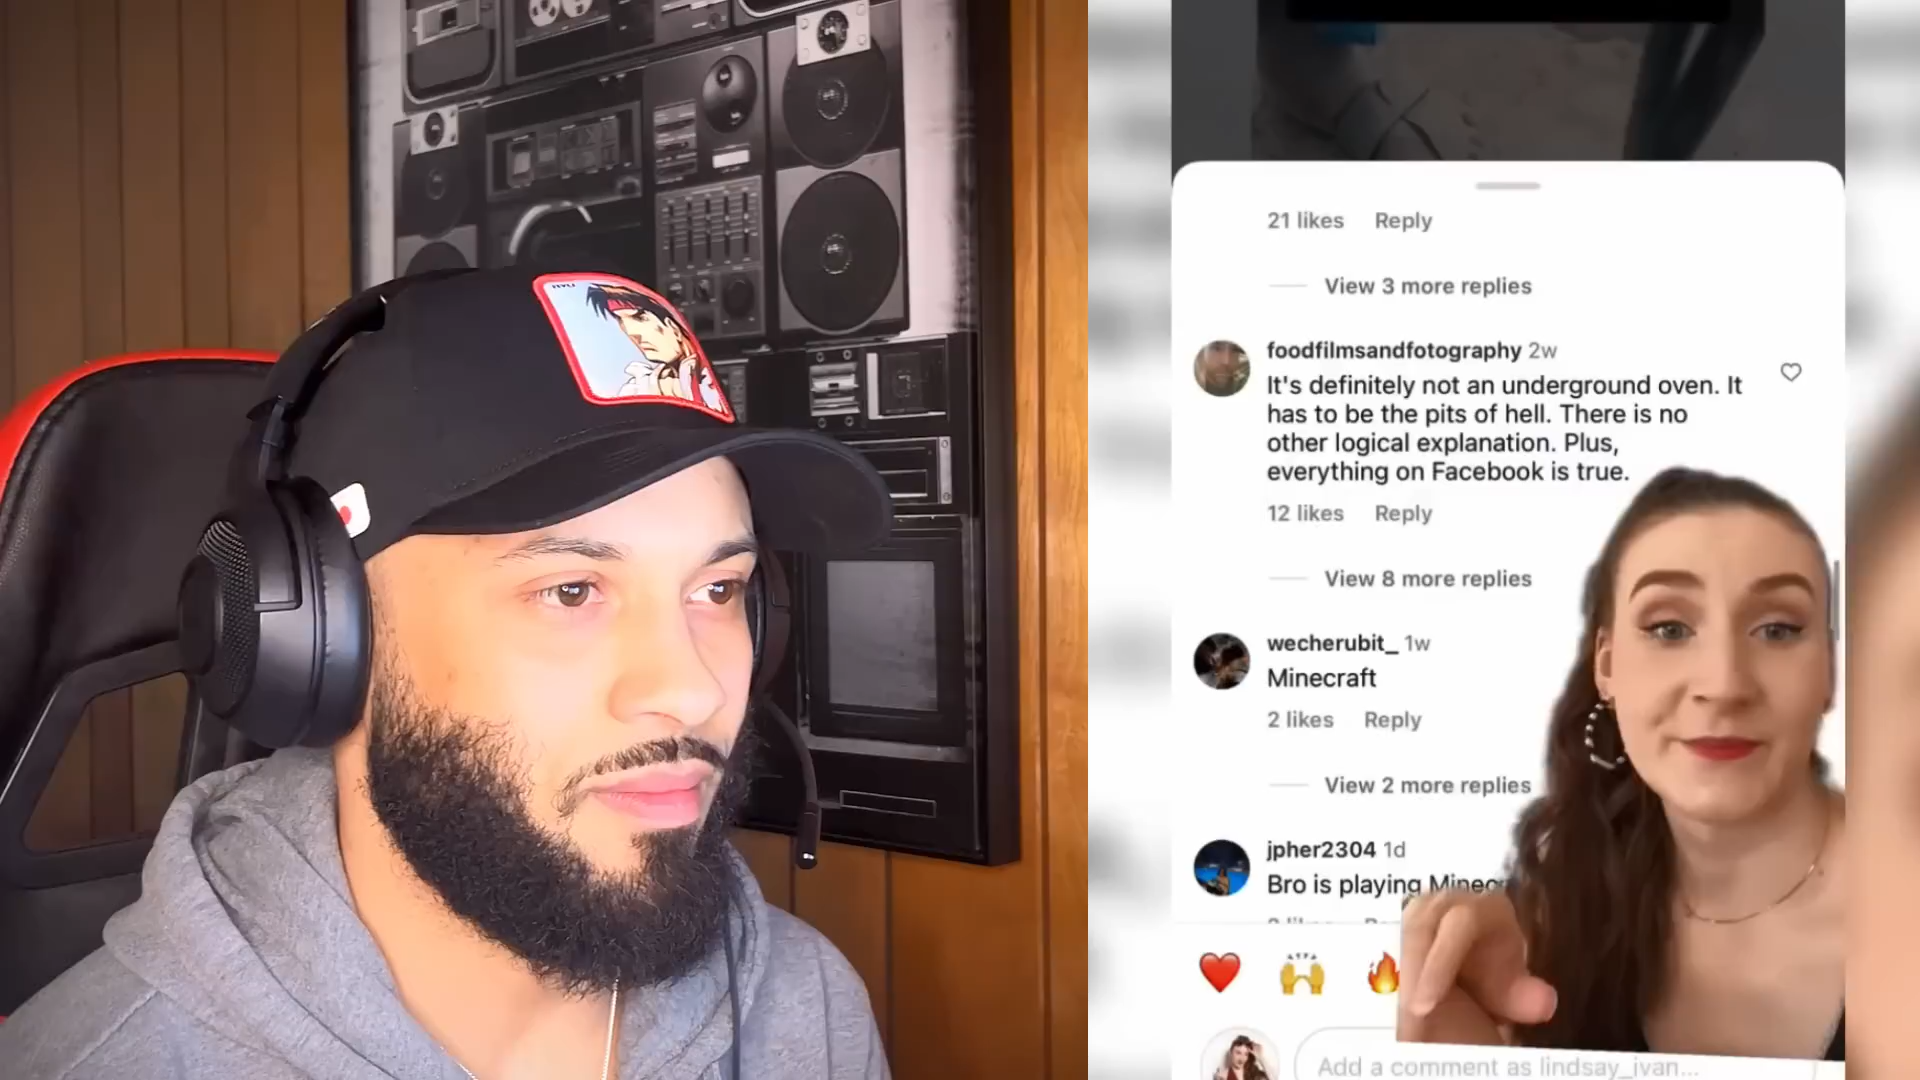 21 likes Reply
View 3 more replies
foodfilmsandfotography 2w
It's definitely not an underground oven. It
has to be the pits of hell. There is no
other logical explanation. Plus,
everything on Facebook is true.
12 likes Reply
View 8 more replies
wecherubit_ 1w
Minecraft
2 likes Reply
View 2 more replies
jpher2304 1d
Bro is playing
Add a comment as lindsay_ivan...